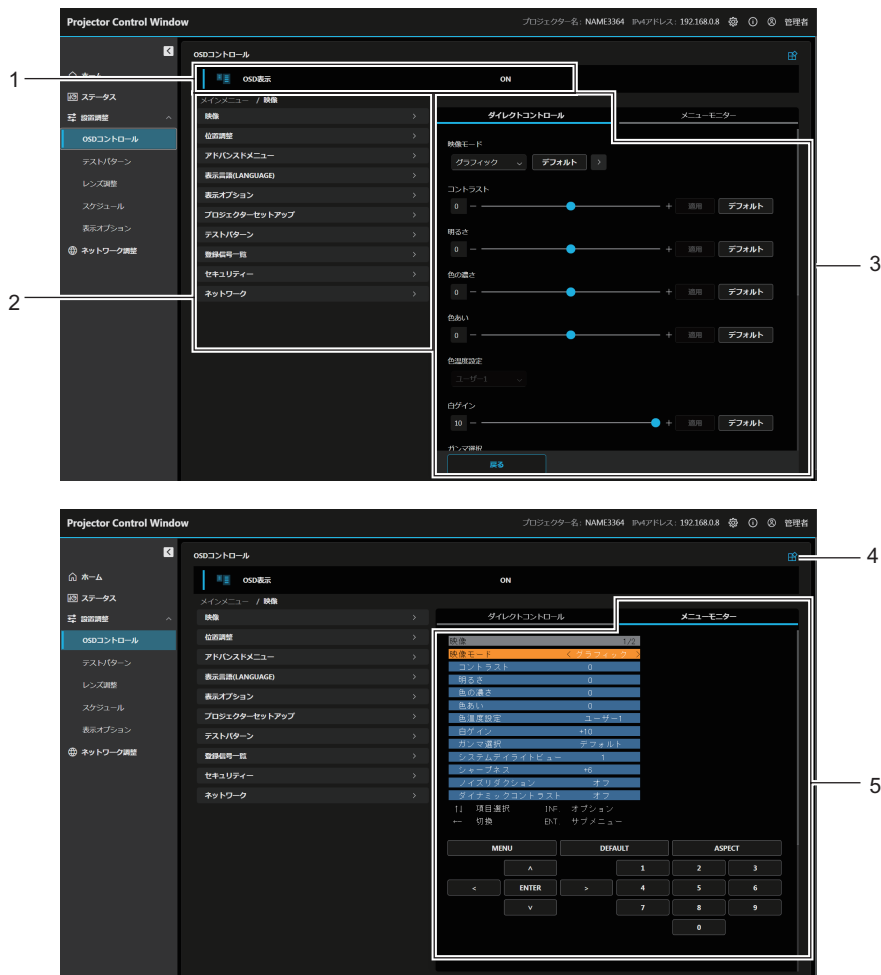 Projector Control Window プロジェクター名: NAME3364 IPv4アドレス: 192.168.0.8 管理者
OSDコントロール
1
OSD表示 ON
ホーム
ステータス
設置調整
OSDコントロール
テストパターン
レンズ調整
スケジュール
表示オプション
ネットワーク調整
メインメニュー / 映像
映像 >
位置調整 >
アドバンスドメニュー >
表示言語(LANGUAGE) >
表示オプション >
プロジェクターセットアップ >
テストパターン >
登録信号一覧 >
セキュリティー >
ネットワーク >
2
ダイレクトコントロール メニューモニター
映像モード
グラフィック デフォルト >
コントラスト
0 − + 適用 デフォルト
明るさ
0 − + 適用 デフォルト
色の濃さ
0 − + 適用 デフォルト
色あい
0 − + 適用 デフォルト
色温度設定
ユーザー1
白ゲイン
10 − + 適用 デフォルト
ガンマ選択
戻る
3
Projector Control Window プロジェクター名: NAME3364 IPv4アドレス: 192.168.0.8 管理者
OSDコントロール
4
OSD表示 ON
ホーム
ステータス
設置調整
OSDコントロール
テストパターン
レンズ調整
スケジュール
表示オプション
ネットワーク調整
メインメニュー / 映像
映像 >
位置調整 >
アドバンスドメニュー >
表示言語(LANGUAGE) >
表示オプション >
プロジェクターセットアップ >
テストパターン >
登録信号一覧 >
セキュリティー >
ネットワーク >
ダイレクトコントロール メニューモニター
映像 1/2
映像モード < グラフィック >
コントラスト 0
明るさ 0
色の濃さ 0
色あい 0
色温度設定 ユーザー1
白ゲイン +10
ガンマ選択 デフォルト
システムデイライトビュー 1
シャープネス +6
ノイズリダクション オフ
ダイナミックコントラスト オフ
↑↓ 項目選択 INF. オプション
← 切換 ENT サブメニュー
MENU DEFAULT ASPECT
∧ 1 2 3
< ENTER > 4 5 6
∨ 7 8 9
0
5